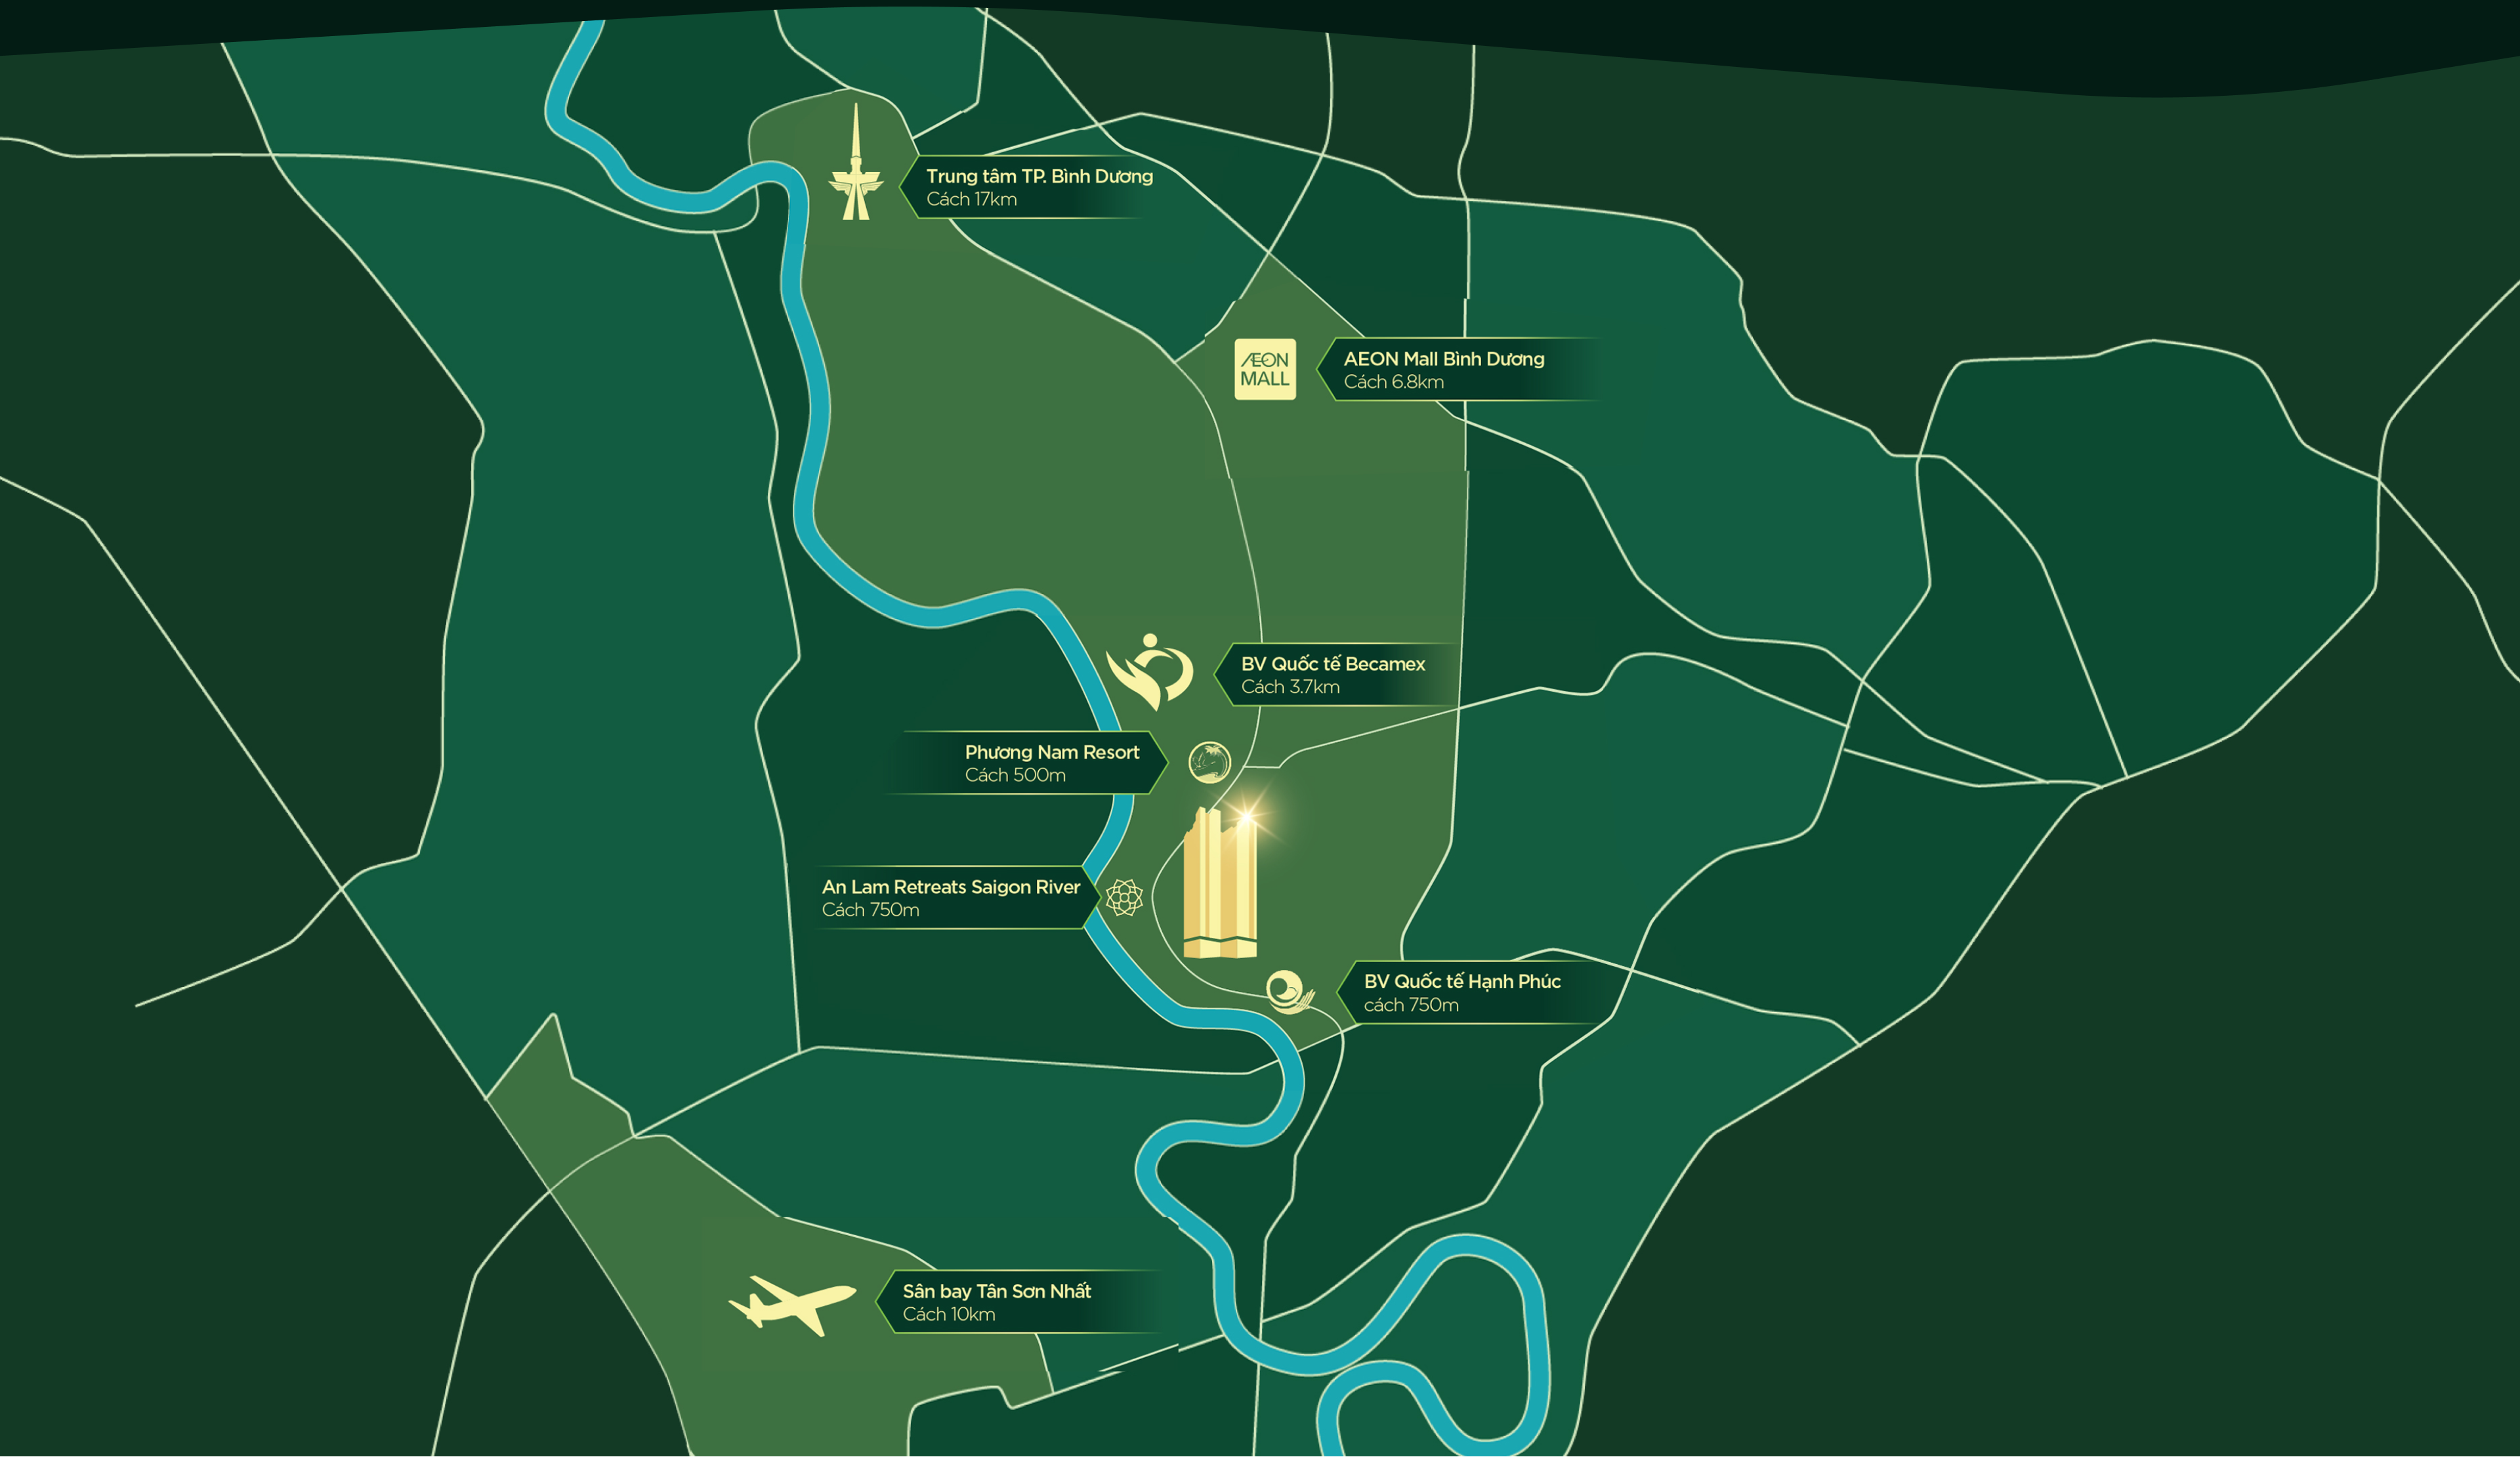 Trung tâm TP. Bình Dương
Cách 17km
ÆON
MALL
AEON Mall Bình Dương
Cách 6.8km
BV Quốc tế Becamex
Cách 3.7km
Phương Nam Resort
Cách 500m
An Lam Retreats Saigon River
Cách 750m
BV Quốc tế Hạnh Phúc
cách 750m
Sân bay Tân Sơn Nhất
Cách 10km